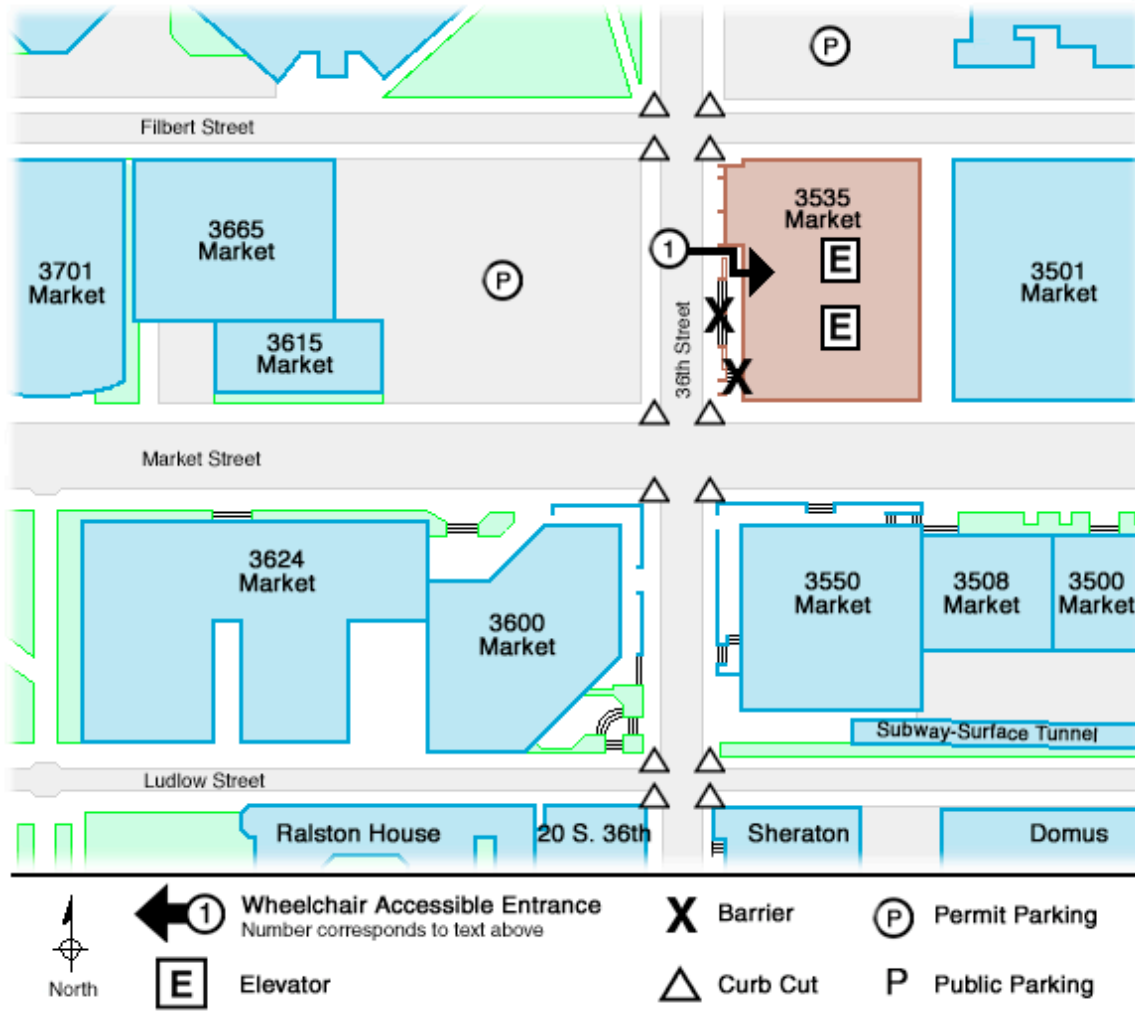 P
Filbert Street
3535
Market
3665
Market
1
E
3701
Market
P
3501
Market
E
3615
Market
X
36th Street
X
Market Street
3624
Market
3550
Market
3508
Market
3500
Market
3600
Market
Subway-Surface Tunnel
Ludlow Street
Ralston House
20 S. 36th
Sheraton
Domus
1 Wheelchair Accessible Entrance
Number corresponds to text above
X Barrier
P Permit Parking
North
E Elevator
Curb Cut
P Public Parking